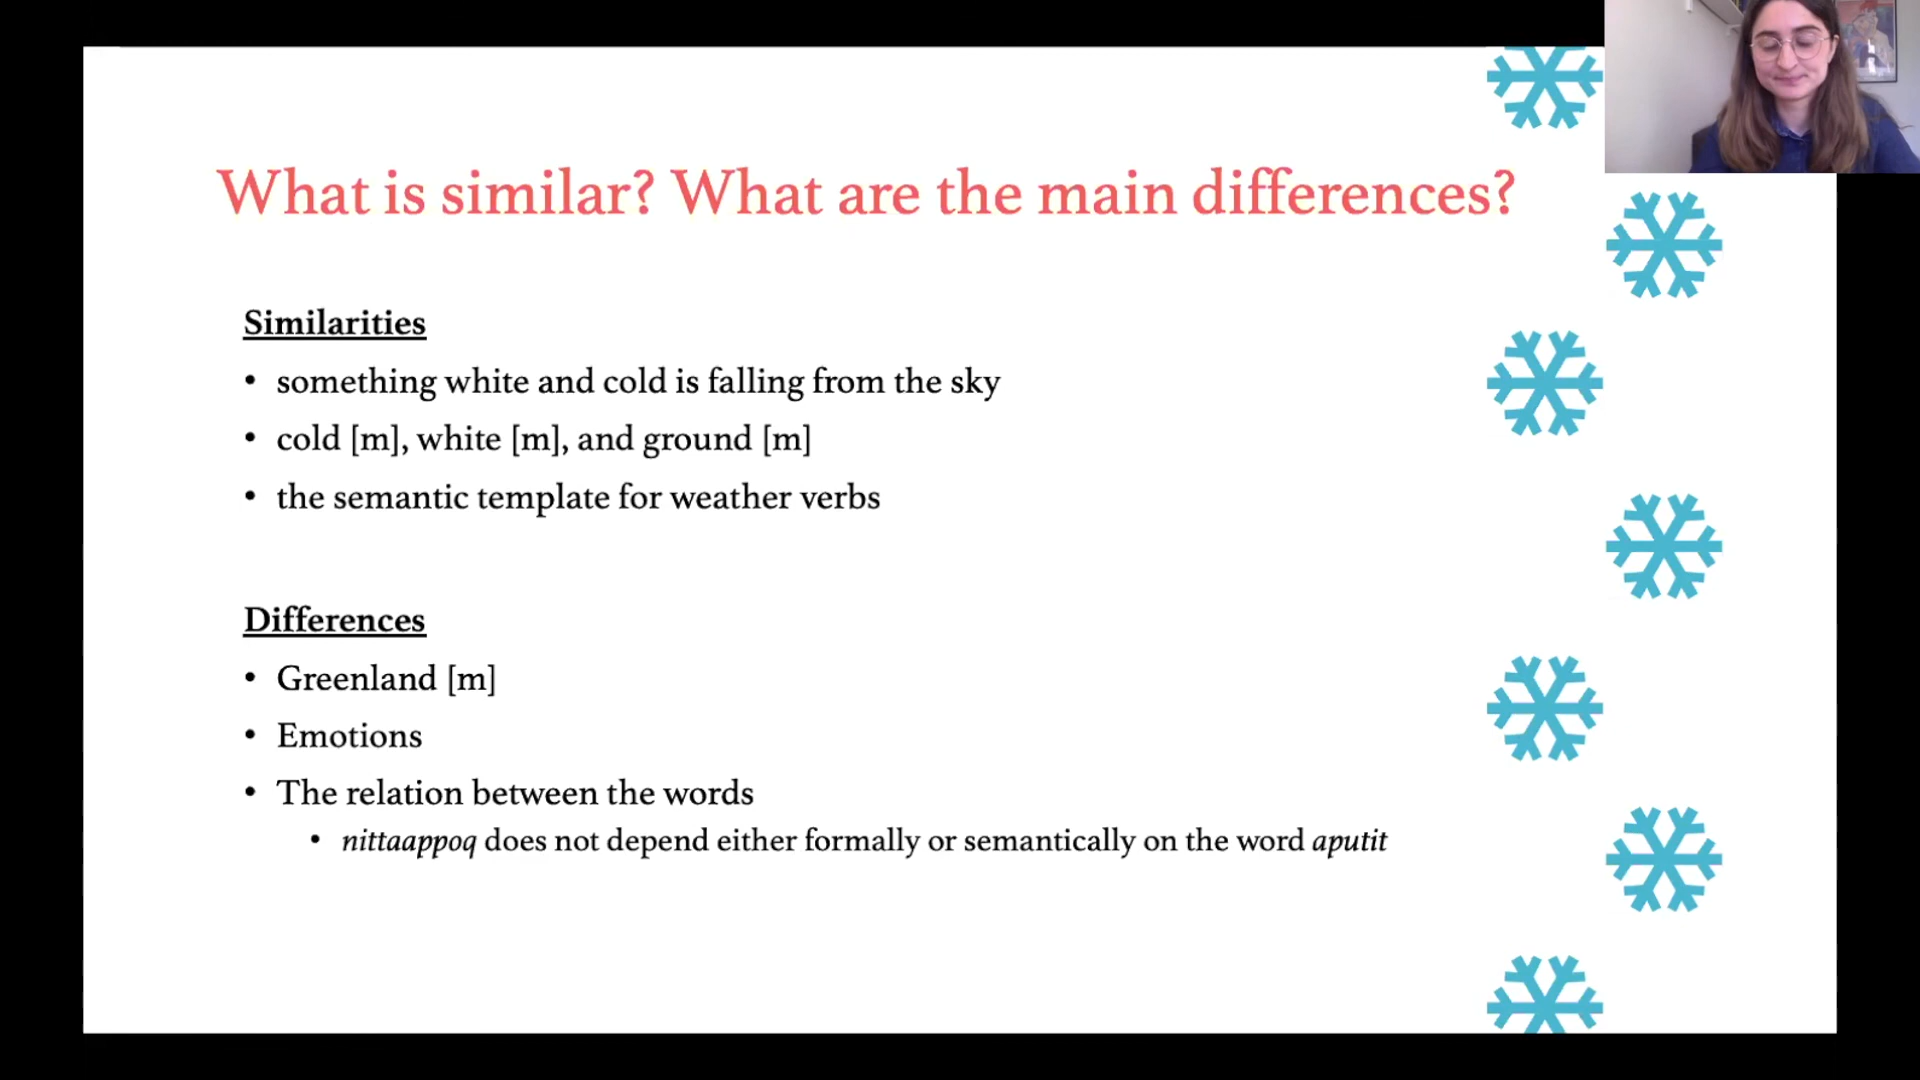 What is similar? What are the main differences?
Similarities
• something white and cold is falling from the sky
• cold [m], white [m], and ground [m]
• the semantic template for weather verbs
Differences
• Greenland [m]
• Emotions
• The relation between the words
• nittaappoq does not depend either formally or semantically on the word aputit